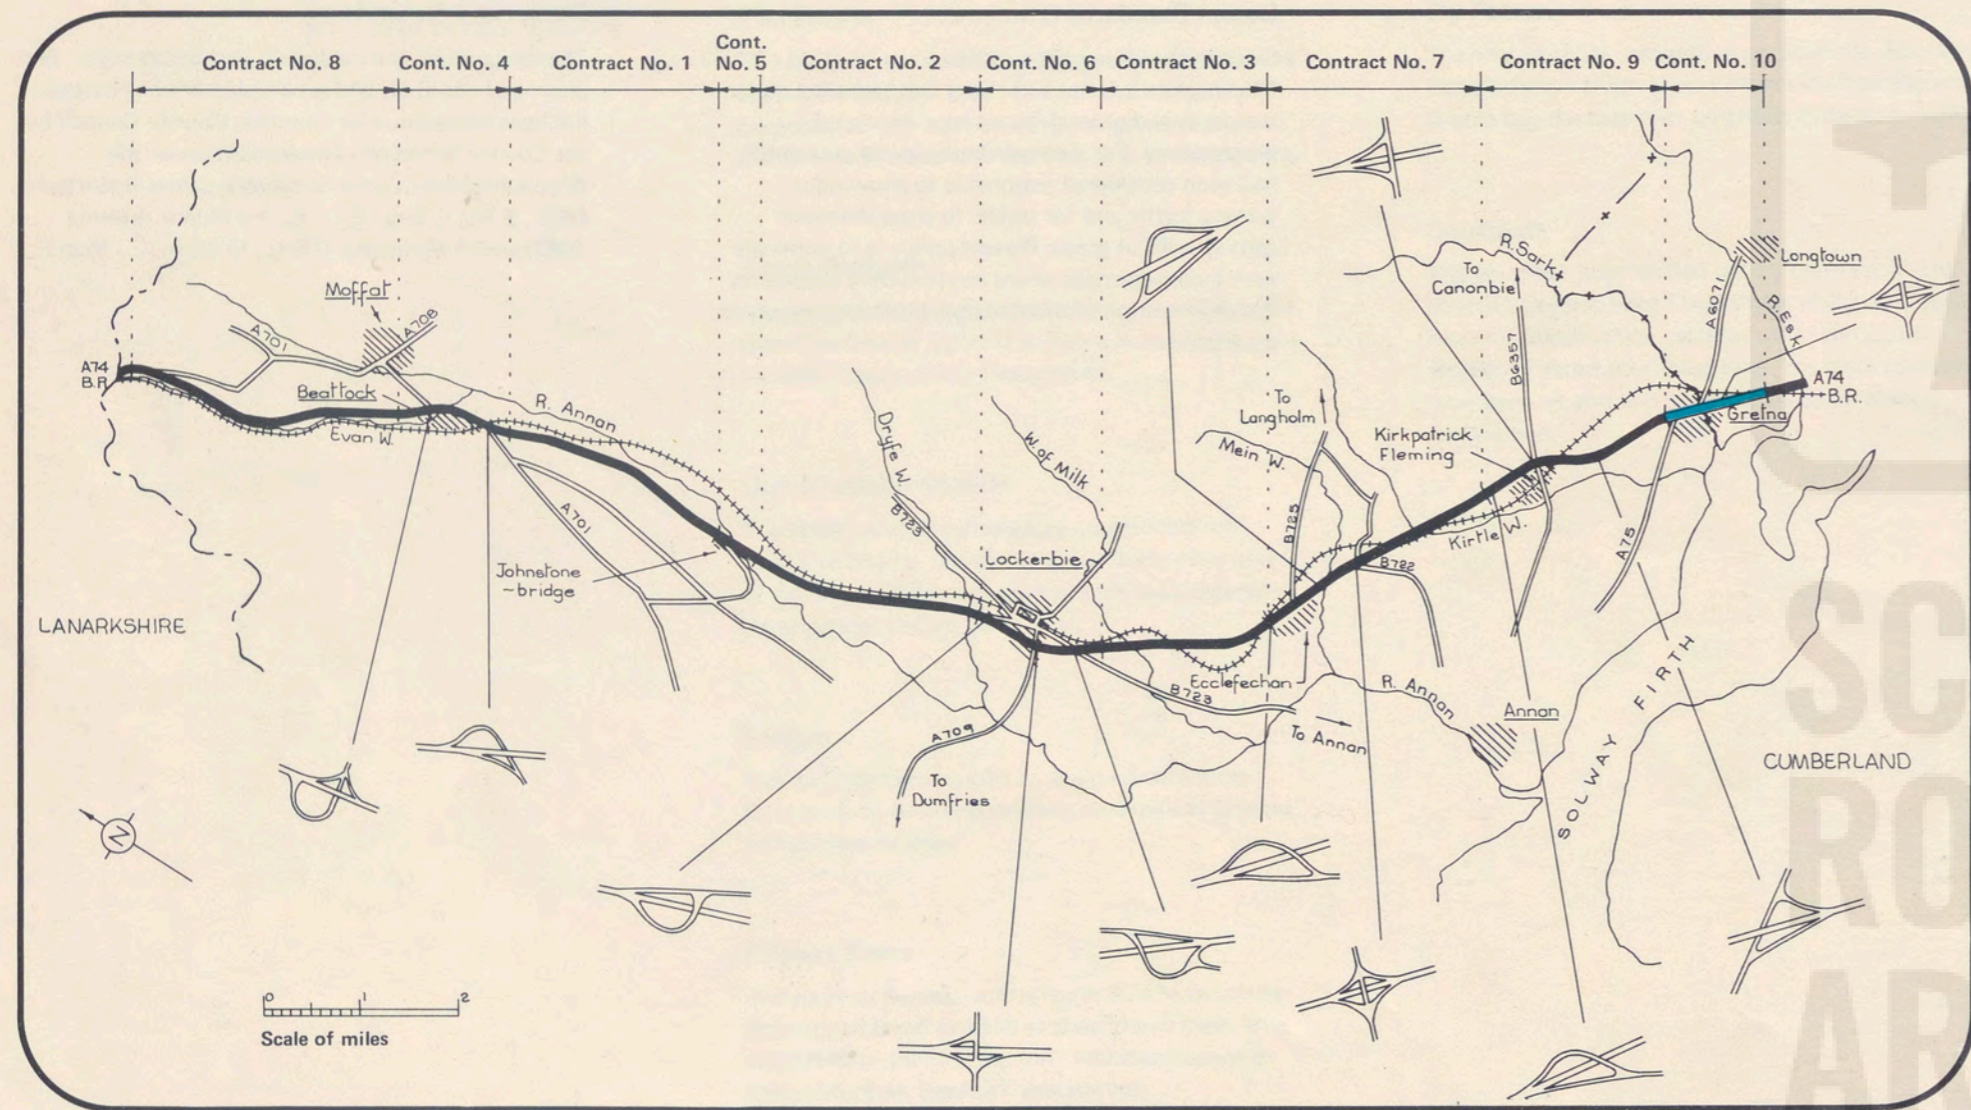 Contract No. 8
Cont. No. 4
Contract No. 1
Cont.
No. 5
Contract No. 2
Cont. No. 6
Contract No. 3
Contract No. 7
Contract No. 9
Cont. No. 10
Moffat
A708
A701
A74
B.R.
Beattock
Evan W.
R. Annan
Dryfe W.
B723
W. of Milk
To
Langholm
Mein W.
B725
Kirkpatrick
Fleming
R. Sark
To
Canonbie
B6357
A6071
Longtown
R. Esk
A74
B.R.
Gretna
A701
Johnstone
-bridge
Lockerbie
Kirtle W.
B722
A75
LANARKSHIRE
Ecclefechan
B723
R. Annan
To Annan
Annan
A709
To
Dumfries
SOLWAY FIRTH
CUMBERLAND
N
0 1 2
Scale of miles
SC
RO
AR